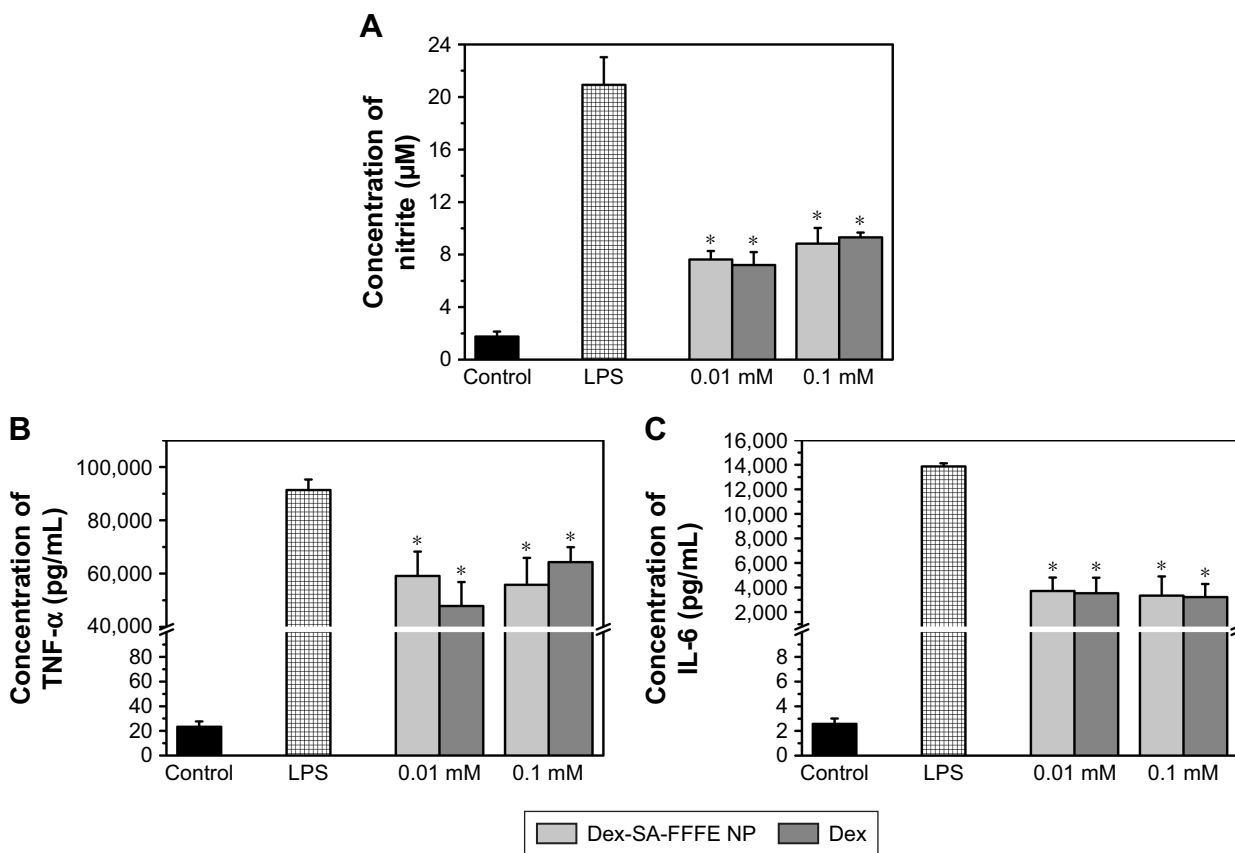 A
Concentration of
nitrite (µM)
24
20
16
12
8
4
0
* * * *
Control LPS 0.01 mM 0.1 mM
B
Concentration of
TNF-α (pg/mL)
100,000
80,000
60,000
40,000
80
60
40
20
0
* * * *
Control LPS 0.01 mM 0.1 mM
C
Concentration of
IL-6 (pg/mL)
16,000
14,000
12,000
10,000
8,000
6,000
4,000
2,000
8
6
4
2
0
* * * *
Control LPS 0.01 mM 0.1 mM
Dex-SA-FFFE NP Dex